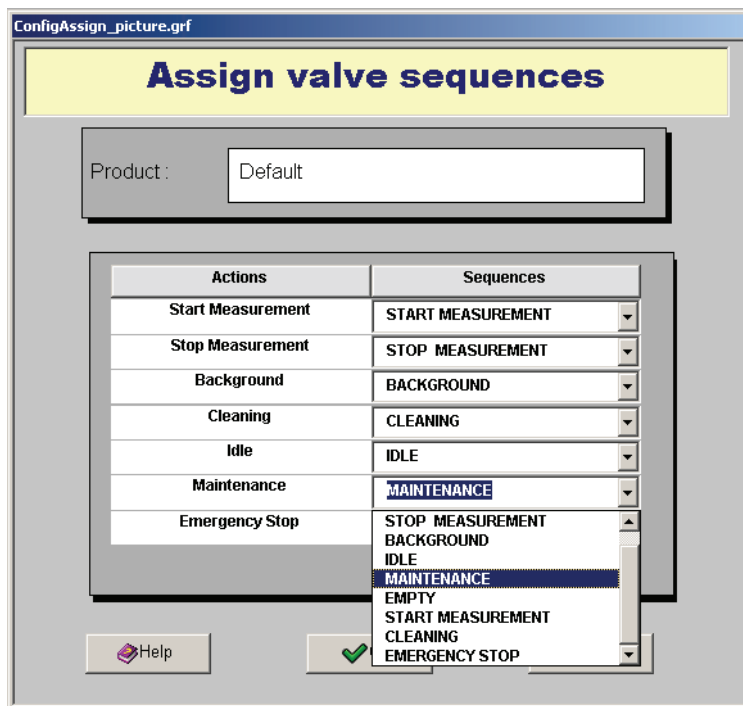 ConfigAssign_picture.grf
Assign valve sequences
Product : Default
Actions Sequences
Start Measurement START MEASUREMENT
Stop Measurement STOP MEASUREMENT
Background BACKGROUND
Cleaning CLEANING
Idle IDLE
Maintenance MAINTENANCE
Emergency Stop STOP MEASUREMENT
BACKGROUND
IDLE
MAINTENANCE
EMPTY
START MEASUREMENT
CLEANING
EMERGENCY STOP
Help